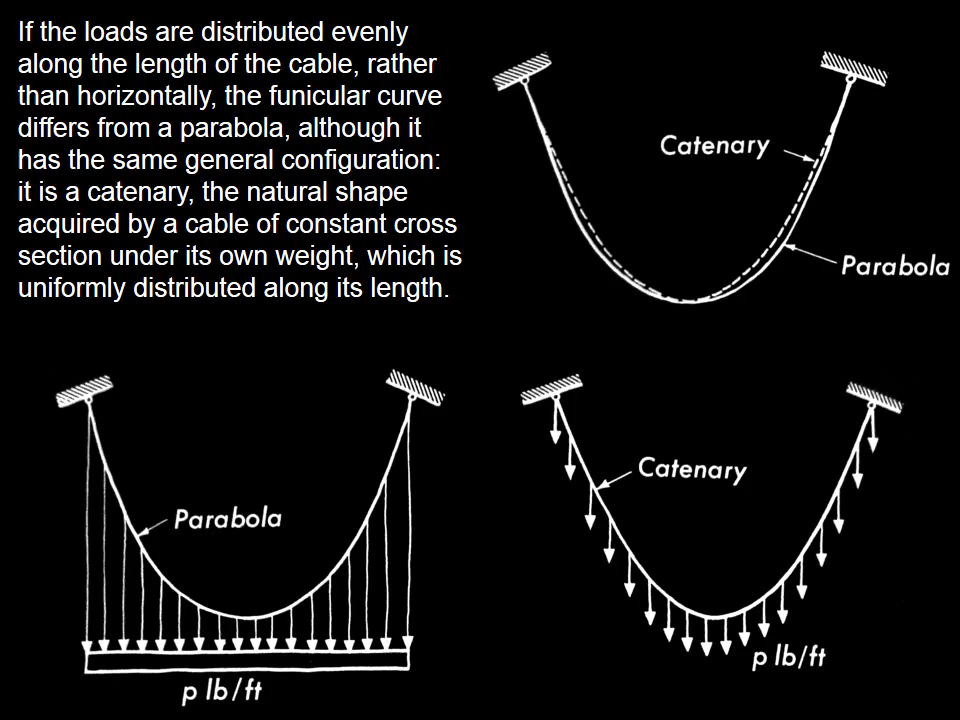 If the loads are distributed evenly
along the length of the cable, rather
than horizontally, the funicular curve
differs from a parabola, although it
has the same general configuration:
it is a catenary, the natural shape
acquired by a cable of constant cross
section under its own weight, which is
uniformly distributed along its length.
Catenary
Parabola
Parabola
p lb/ft
Catenary
p lb/ft